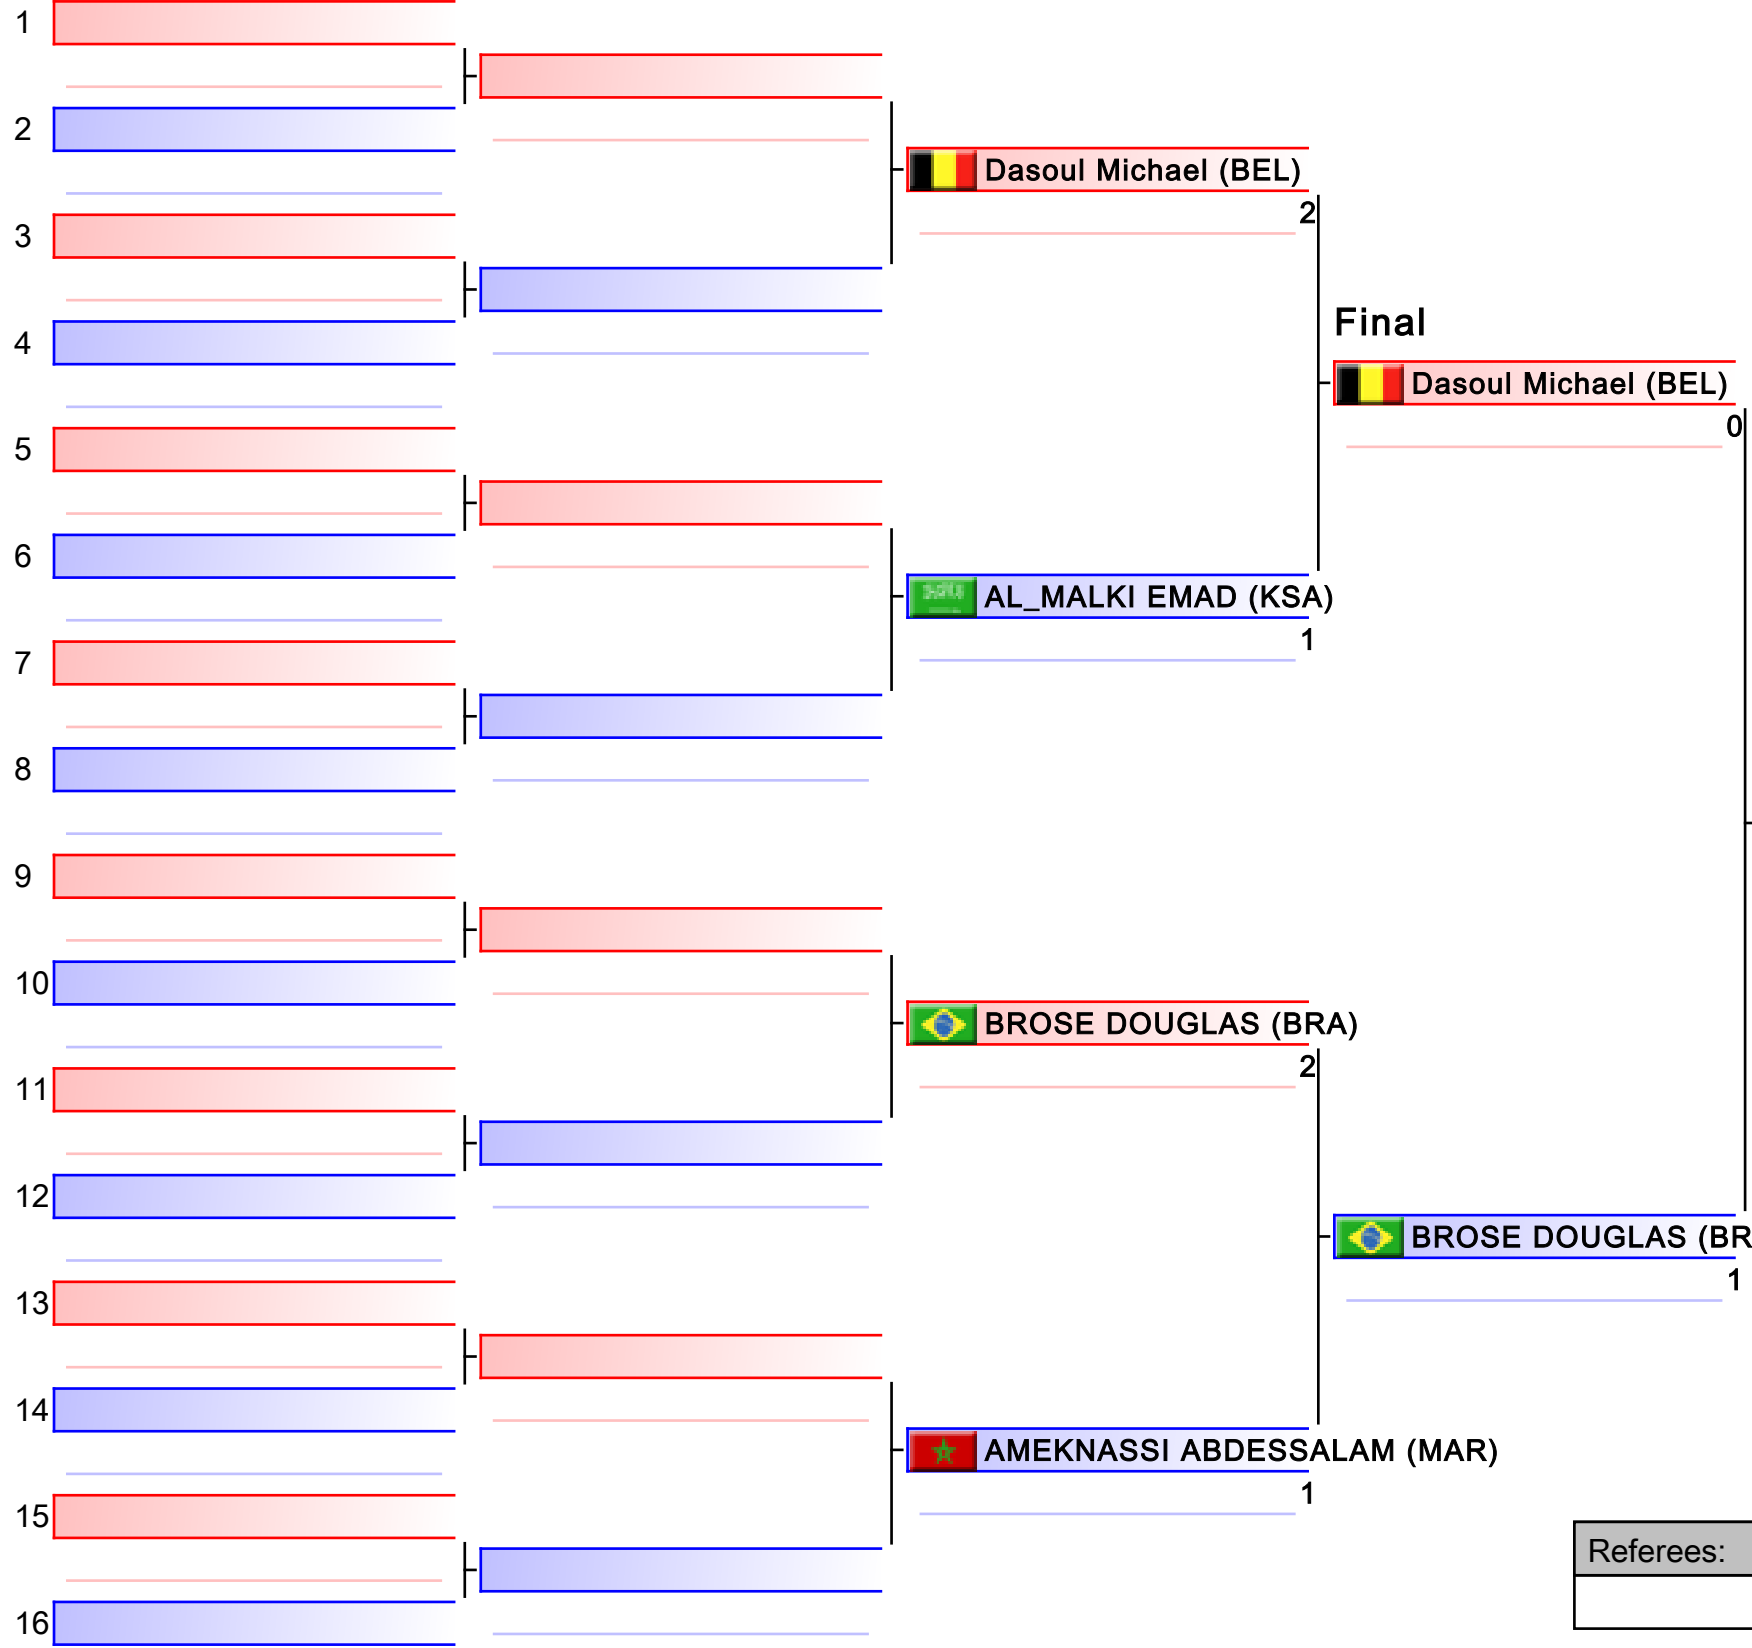 1
2
Dasoul Michael (BEL)
2
3
Final
4
Dasoul Michael (BEL)
0
5
6
AL_MALKI EMAD (KSA)
1
7
8
9
10
BROSE DOUGLAS (BRA)
2
11
12
BROSE DOUGLAS (BR
1
13
14
AMEKNASSI ABDESSALAM (MAR)
1
15
Referees:
16